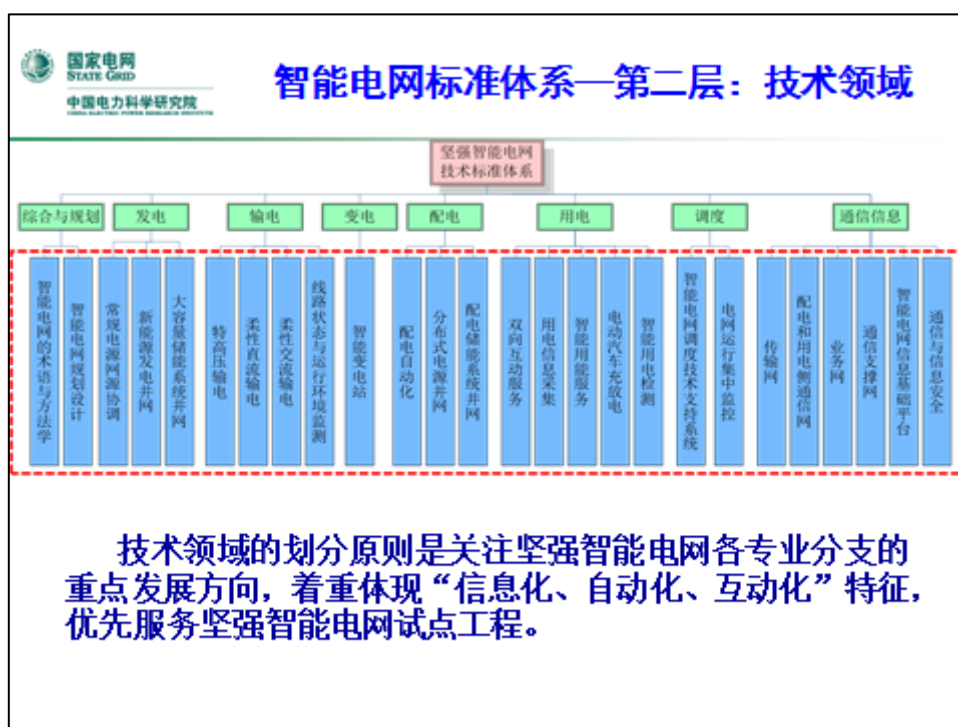 国家电网
STATE GRID
中国电力科学研究院
CHINA ELECTRIC POWER RESEARCH INSTITUTE
智能电网标准体系—第二层：技术领域
坚强智能电网
技术标准体系
综合与规划
发电
输电
变电
配电
用电
调度
通信信息
智能电网的术语与方法学
智能电网规划设计
常规电源网源协调
新能源发电并网
大容量储能系统并网
特高压输电
柔性直流输电
柔性交流输电
线路状态与运行环境监测
智能变电站
配电自动化
分布式电源并网
配电储能系统并网
双向互动服务
用电信息采集
智能用能服务
电动汽车充放电
智能用电检测
智能电网调度技术支持系统
电网运行集中监控
传输网
配电和用电侧通信网
业务网
通信支撑网
智能电网信息基础平台
通信与信息安全
技术领域的划分原则是关注坚强智能电网各专业分支的
重点发展方向，着重体现“信息化、自动化、互动化”特征，
优先服务坚强智能电网试点工程。